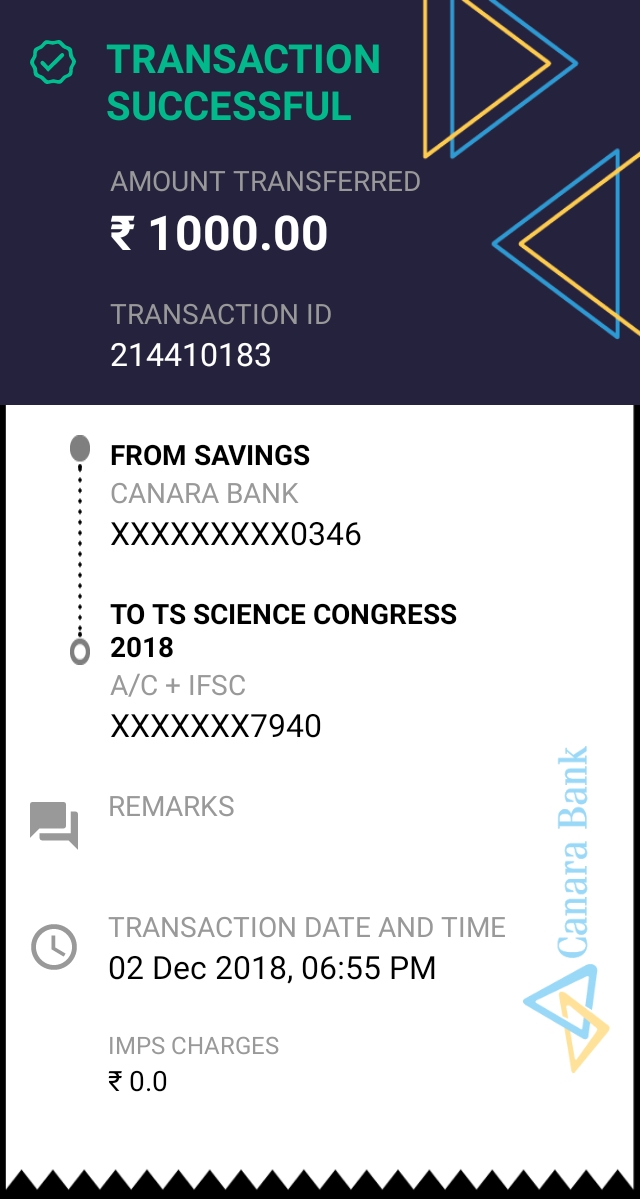 TRANSACTION
SUCCESSFUL
AMOUNT TRANSFERRED
₹ 1000.00
TRANSACTION ID
214410183
FROM SAVINGS
CANARA BANK
XXXXXXXXX0346
TO TS SCIENCE CONGRESS
2018
A/C + IFSC
XXXXXXX7940
REMARKS
TRANSACTION DATE AND TIME
02 Dec 2018, 06:55 PM
IMPS CHARGES
₹ 0.0
Canara Bank